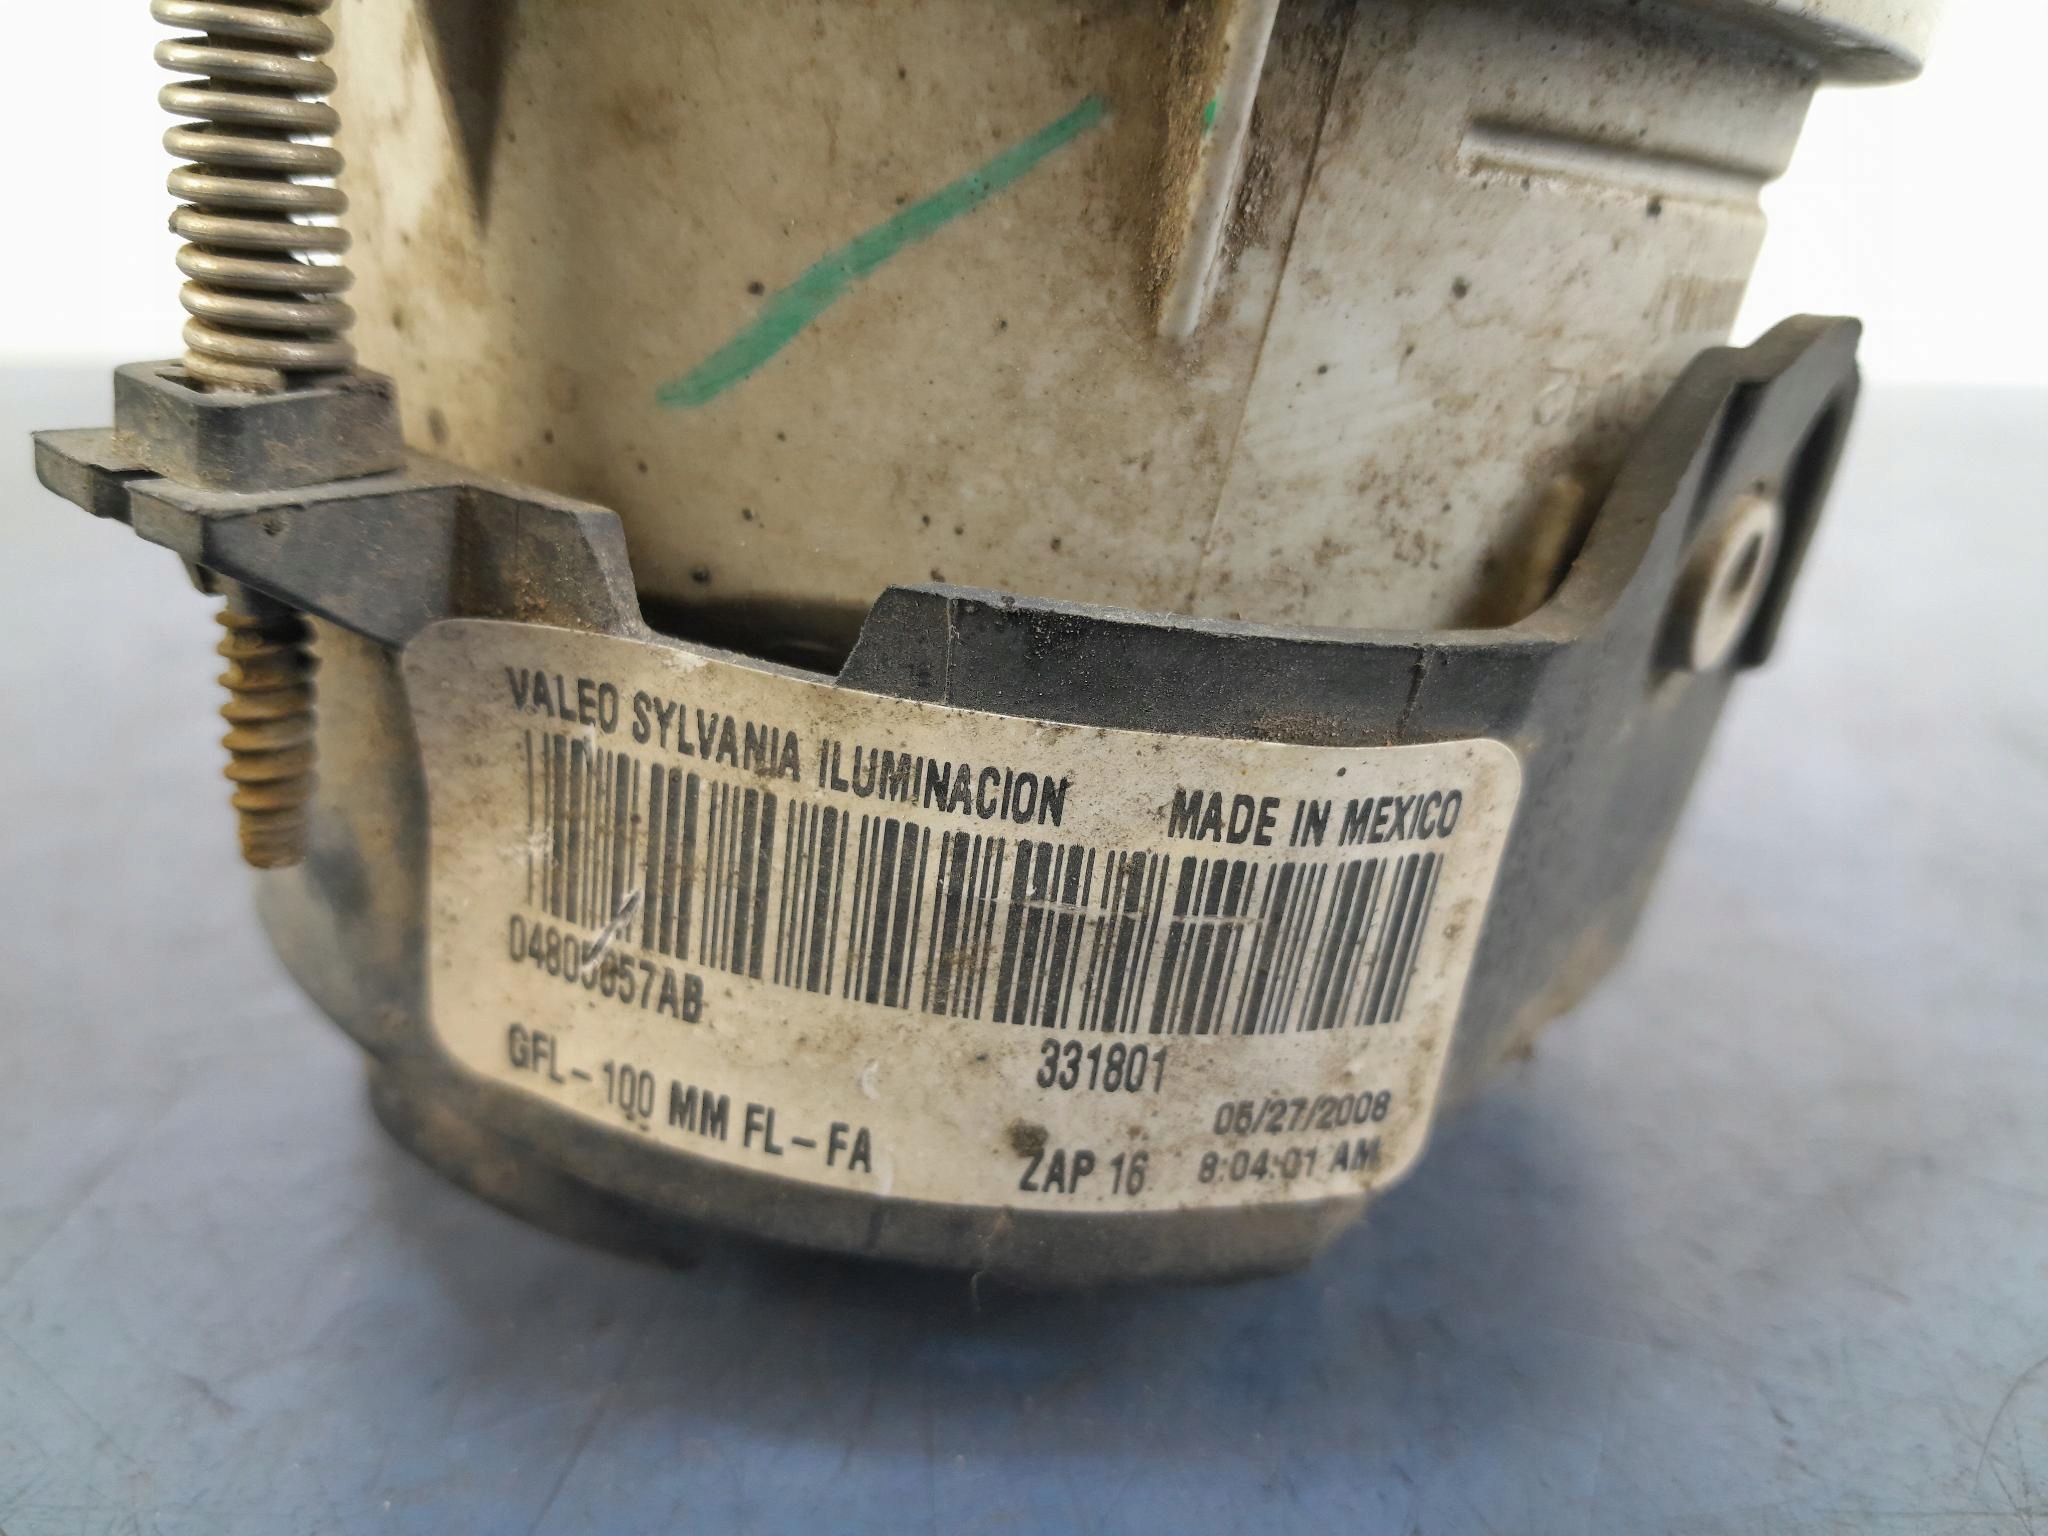 VALEO SYLVANIA ILUMINACION MADE IN MEXICO
04805857AB
331801
GFL-100 MM FL-FA
ZAP 16
05/27/2008
8:04:01 AM